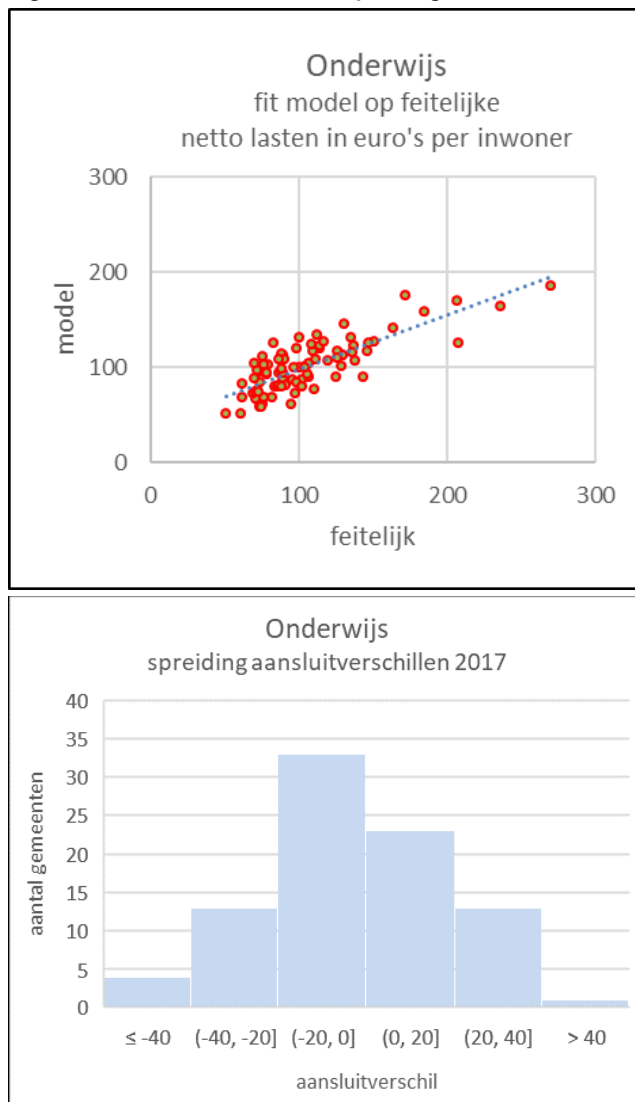 Onderwijs
fit model op feitelijke
netto lasten in euro's per inwoner
300
200
100
0
model
0 100 200 300
feitelijk
Onderwijs
spreiding aansluitverschillen 2017
40
35
30
25
20
15
10
5
0
aantal gemeenten
≤ -40 (-40, -20] (-20, 0] (0, 20] (20, 40] > 40
aansluitverschil